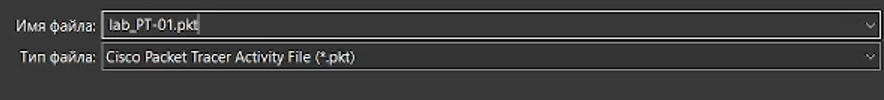 Имя файла: lab_PT-01.pkt
Тип файла: Cisco Packet Tracer Activity File (*.pkt)